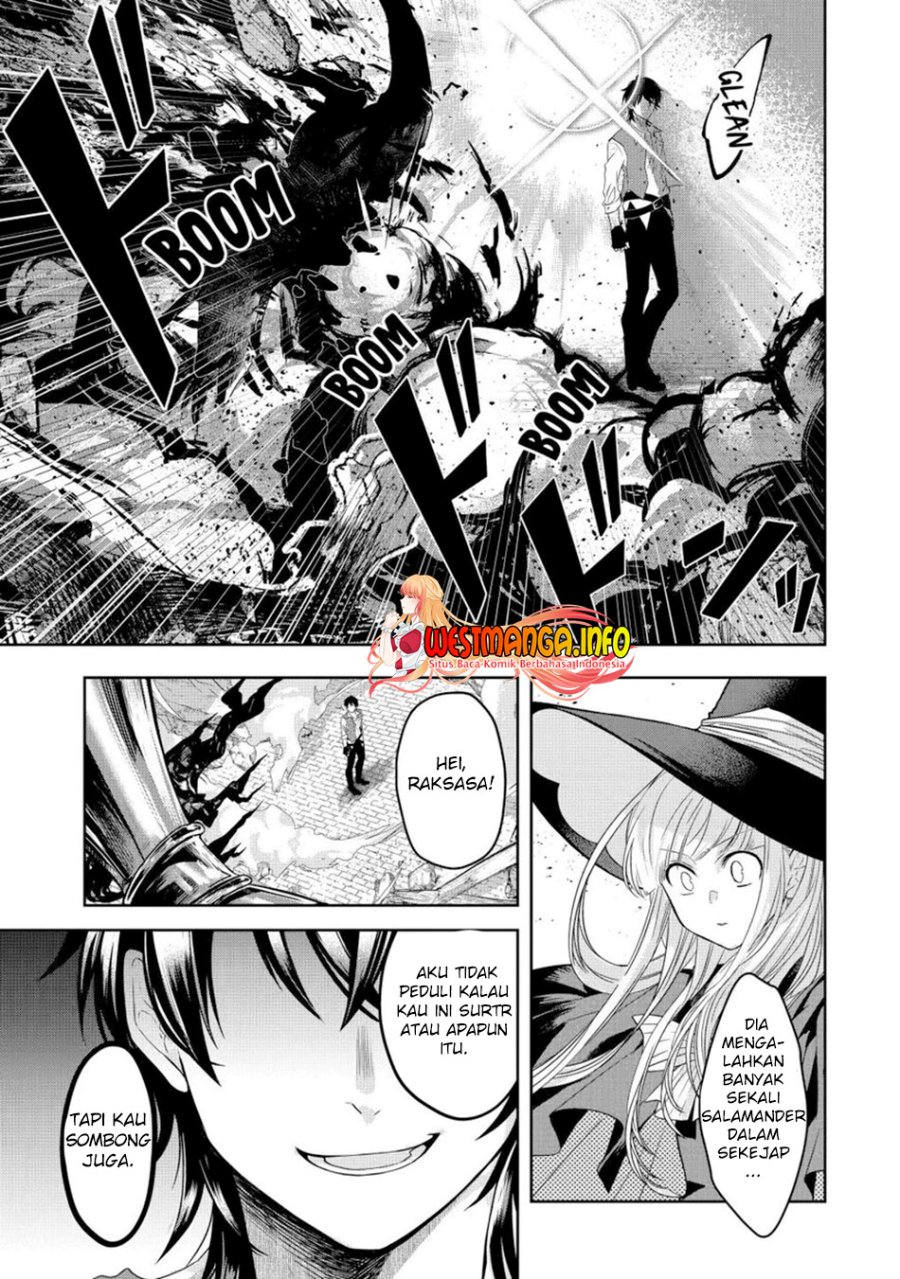 GLEAN
BOOM
BOOM
BOOM
ドドドーン
WESTMANGA.INFO
Situs Baca Komik Berbahasa Indonesia
DIA
MENGA-
LAHKAN
BANYAK
SEKALI
SALAMANDER
DALAM
SEKEJAP
...
HEI,
RAKSASA!
AKU TIDAK
PEDULI KALAU
KAU INI SURTR
ATAU APAPUN
ITU.
TAPI KAU
SOMBONG
JUGA.